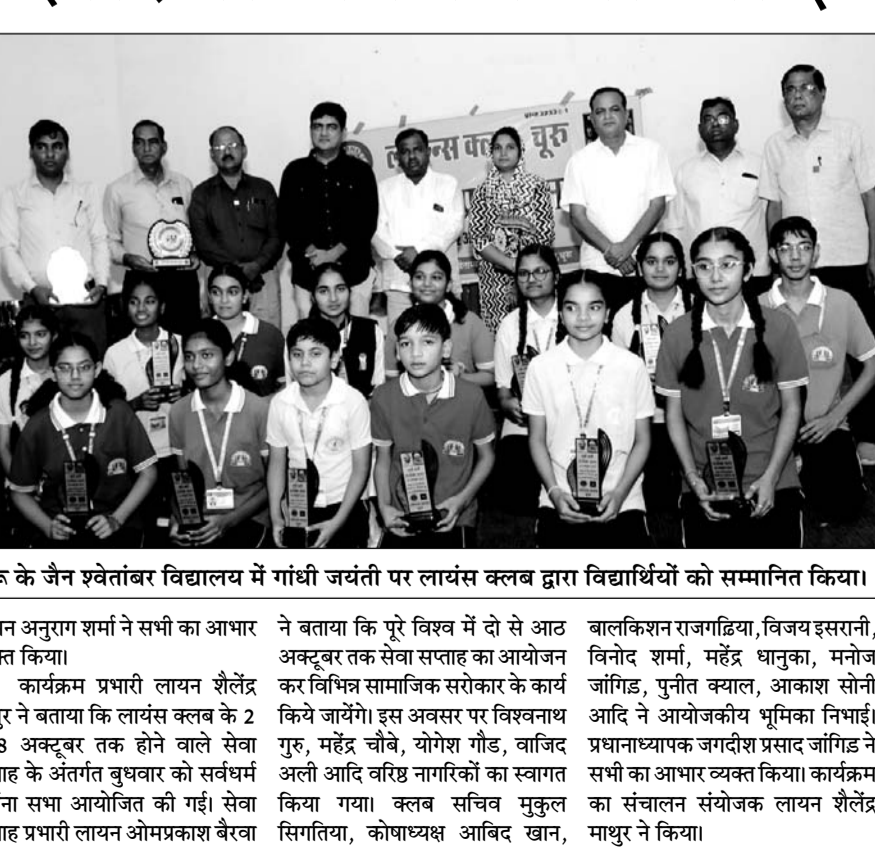 लायन्स क्लब चूरू
के जैन श्वेतांबर विद्यालय में गांधी जयंती पर लायंस क्लब द्वारा विद्यार्थियों को सम्मानित किया।
अनुराग शर्मा ने सभी का आभार
किया।
कार्यक्रम प्रभारी लायन शैलेंद्र
ने बताया कि लायंस क्लब के 2
अक्टूबर तक होने वाले सेवा
के अंतर्गत बुधवार को सर्वधर्म
सभा आयोजित की गई। सेवा
प्रभारी लायन ओमप्रकाश बैरवा
ने बताया कि पूरे विश्व में दो से आठ
अक्टूबर तक सेवा सप्ताह का आयोजन
कर विभिन्न सामाजिक सरोकार के कार्य
किये जायेंगे। इस अवसर पर विश्वनाथ
गुरु, महेंद्र चौबे, योगेश गौड, वाजिद
अली आदि वरिष्ठ नागरिकों का स्वागत
किया गया। क्लब सचिव मुकुल
सिगतिया, कोषाध्यक्ष आबिद खान,
बालकिशन राजगढ़िया, विजय इसरानी,
विनोद शर्मा, महेंद्र धानुका, मनोज
जांगिड़, पुनीत क्याल, आकाश सोनी
आदि ने आयोजकीय भूमिका निभाई।
प्रधानाध्यापक जगदीश प्रसाद जांगिड़ ने
सभी का आभार व्यक्त किया। कार्यक्रम
का संचालन संयोजक लायन शैलेंद्र
माथुर ने किया।